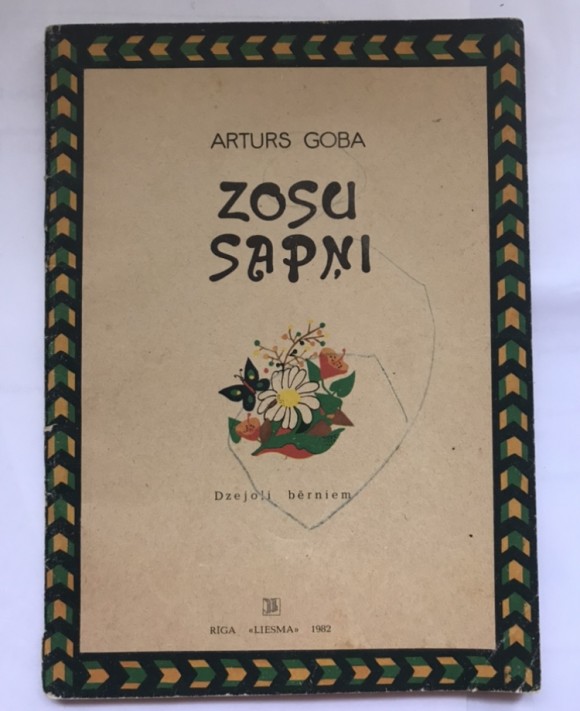 ARTURS GOBA
ZOSU
SAPŅI
Dzejoļi bērniem
RĪGA «LIESMA» 1982